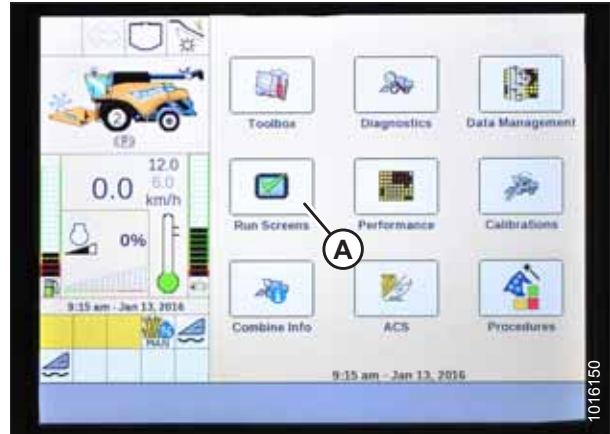 2
(P)
12.0
0.0 6.0
km/h
0%
9:15 am - Jan 13, 2016
MAN
Toolbox Diagnostics Data Management
Run Screens Performance Calibrations
A
Combine Info ACS Procedures
9:15 am - Jan 13, 2016
1016150